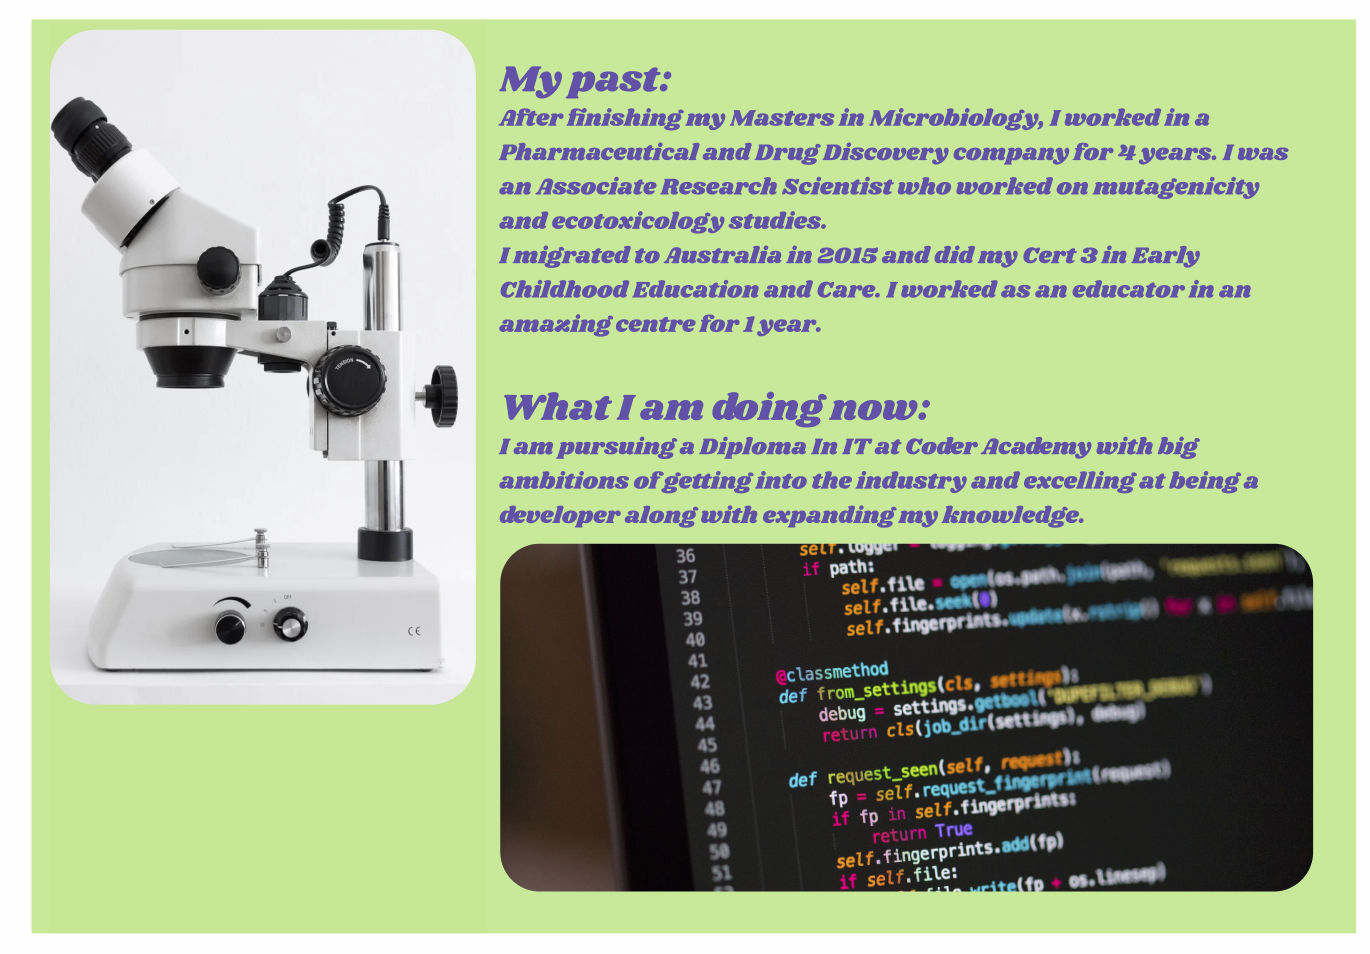 My past:
After finishing my Masters in Microbiology, I worked in a
Pharmaceutical and Drug Discovery company for 4 years. I was
an Associate Research Scientist who worked on mutagenicity
and ecotoxicology studies.
I migrated to Australia in 2015 and did my Cert 3 in Early
Childhood Education and Care. I worked as an educator in an
amazing centre for 1 year.
What I am doing now:
I am pursuing a Diploma In IT at Coder Academy with big
ambitions of getting into the industry and excelling at being a
developer along with expanding my knowledge.
TENSION
OFF
CE
36 self.logger =
37 if path:
38 self.file = open(os.path.join(path,
39 self.file.seek(0)
40 self.fingerprints.update(
41
42 @classmethod
43 def from_settings(cls, settings):
44 debug = settings.getbool('DUPEFILTER_DEBUG')
45 return cls(job_dir(settings), debug)
46
47 def request_seen(self, request):
48 fp = self.request_fingerprint(request)
49 if fp in self.fingerprints:
50 return True
51 self.fingerprints.add(fp)
if self.file:
write(fp + os.linesep)